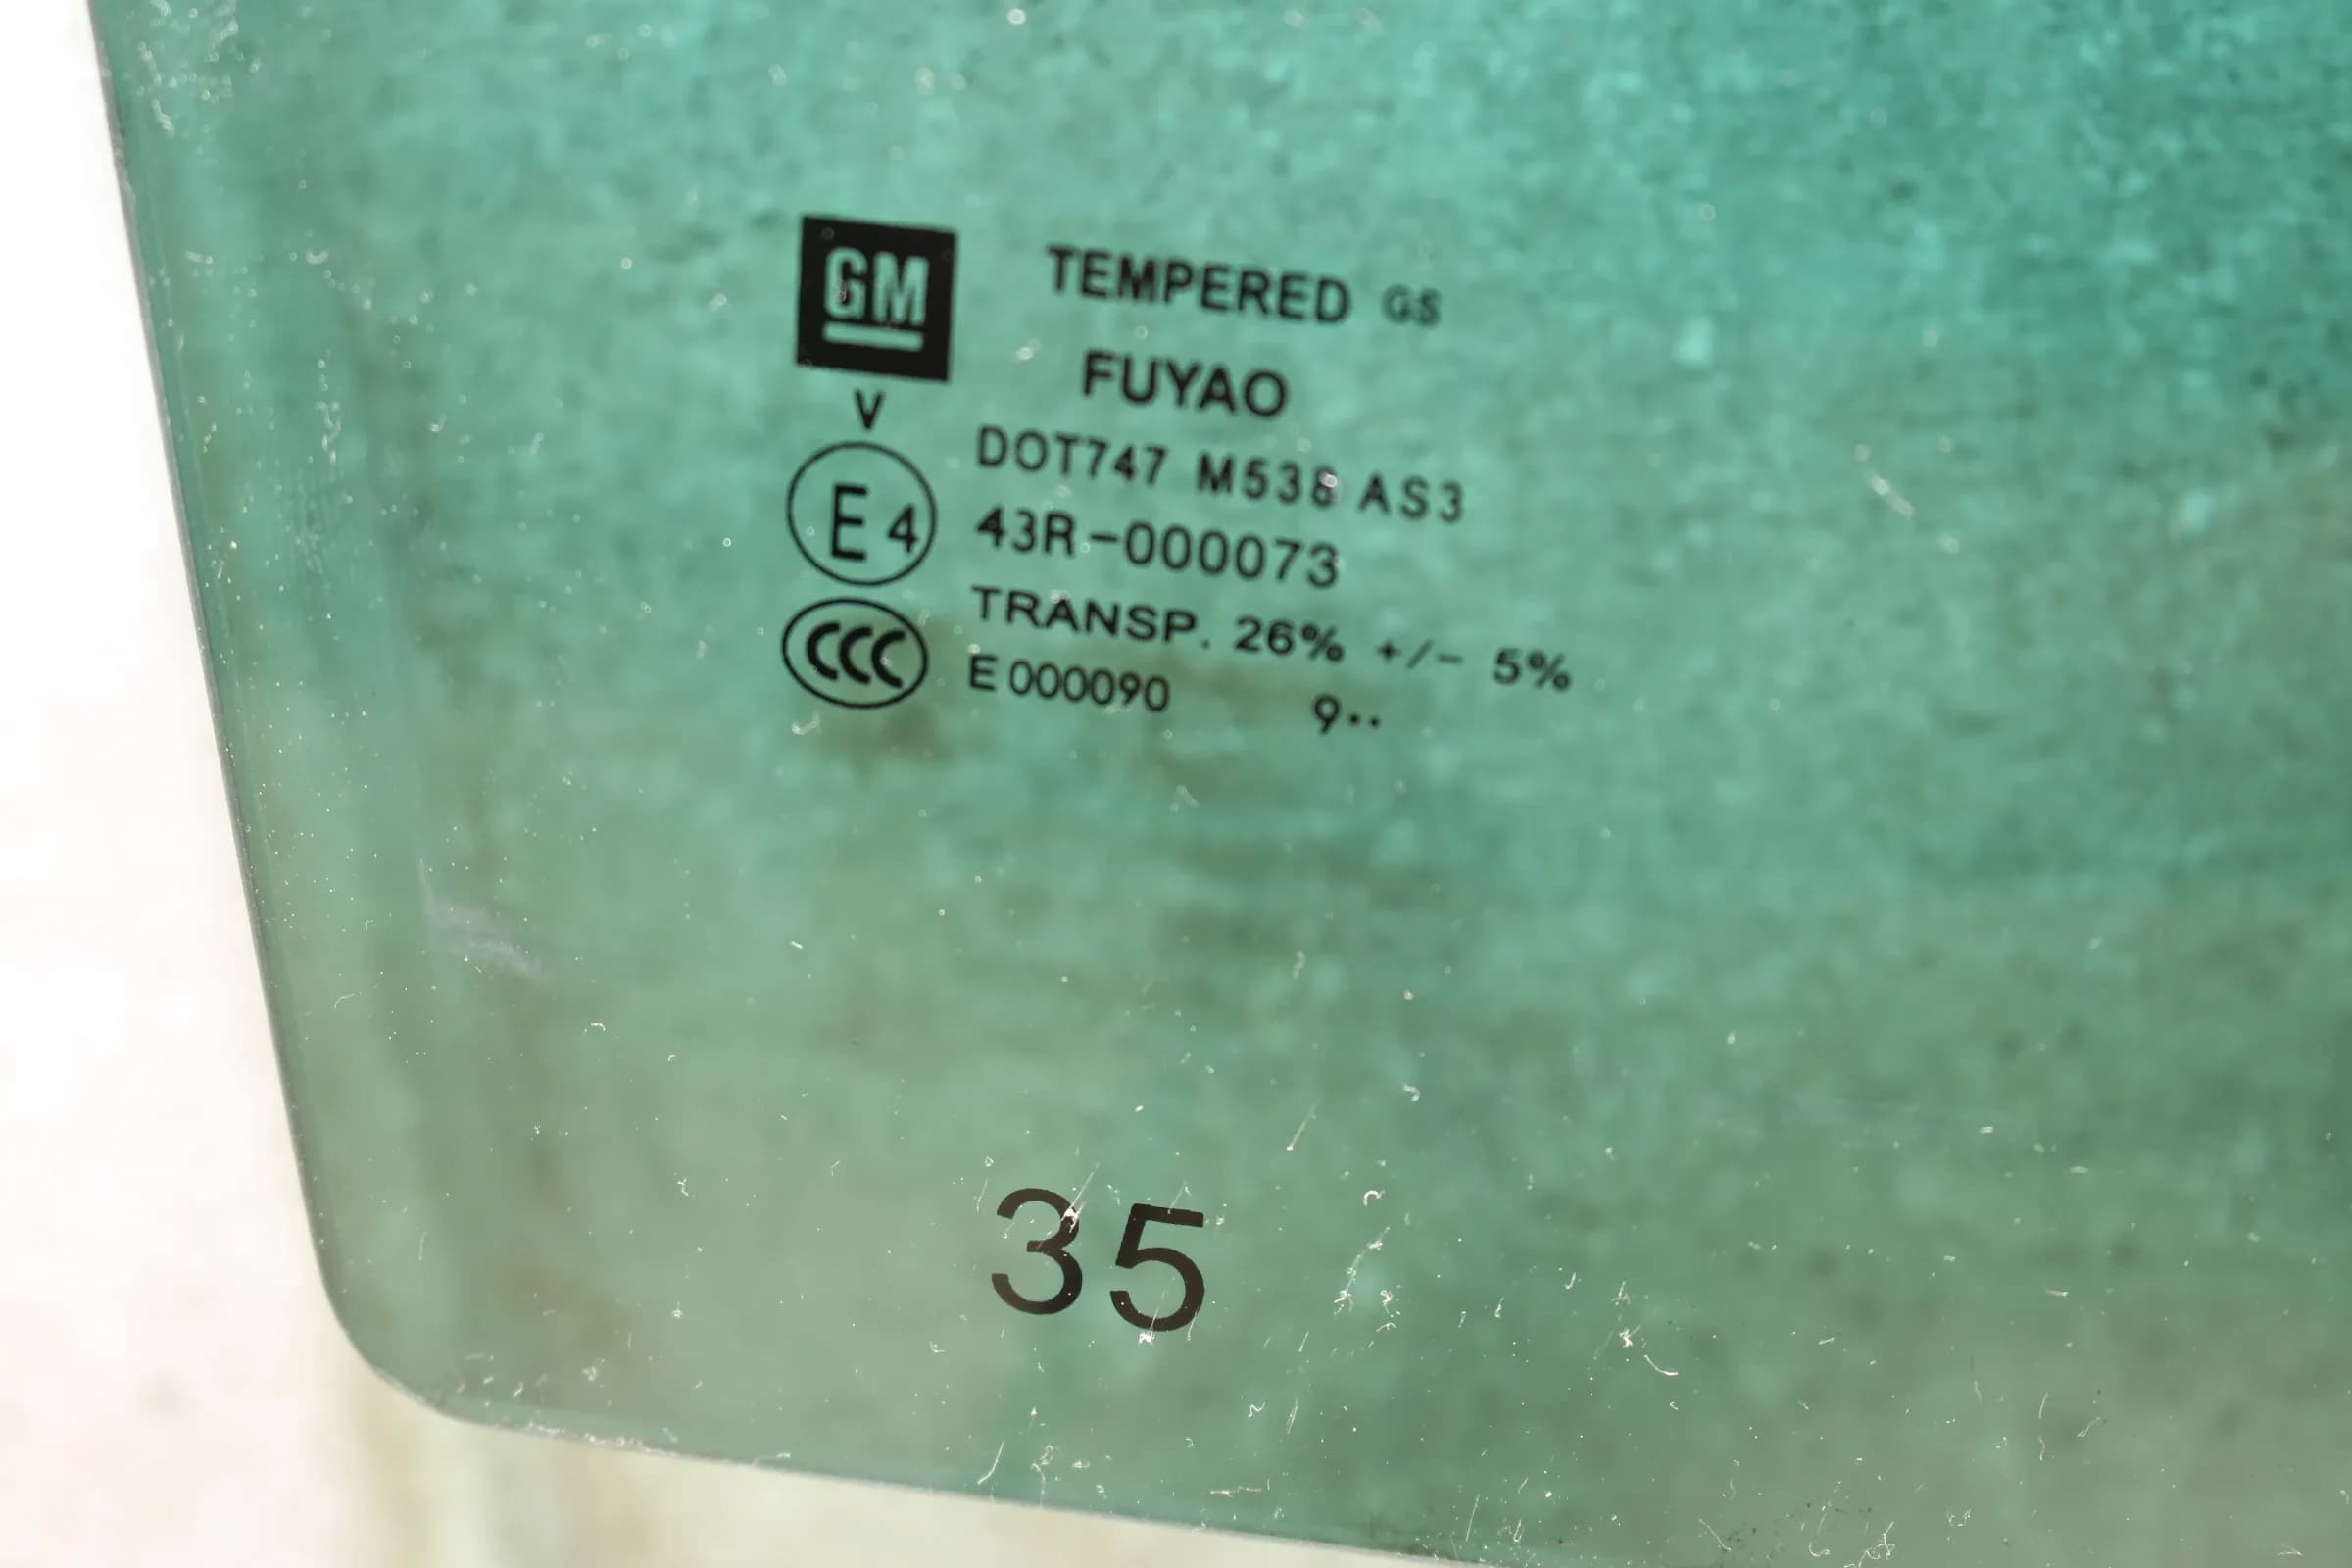 GM
TEMPERED GS
FUYAO
V
DOT747 M538 AS3
E4
43R-000073
TRANSP. 26% +/- 5%
CCC
E000090 9··
35